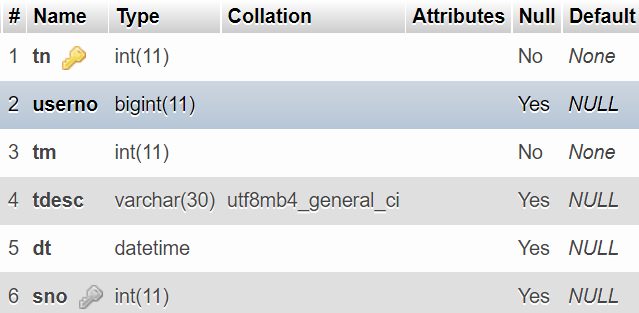 # Name Type Collation Attributes Null Default
1 tn int(11) No None
2 userno bigint(11) Yes NULL
3 tm int(11) No None
4 tdesc varchar(30) utf8mb4_general_ci Yes NULL
5 dt datetime Yes NULL
6 sno int(11) Yes NULL